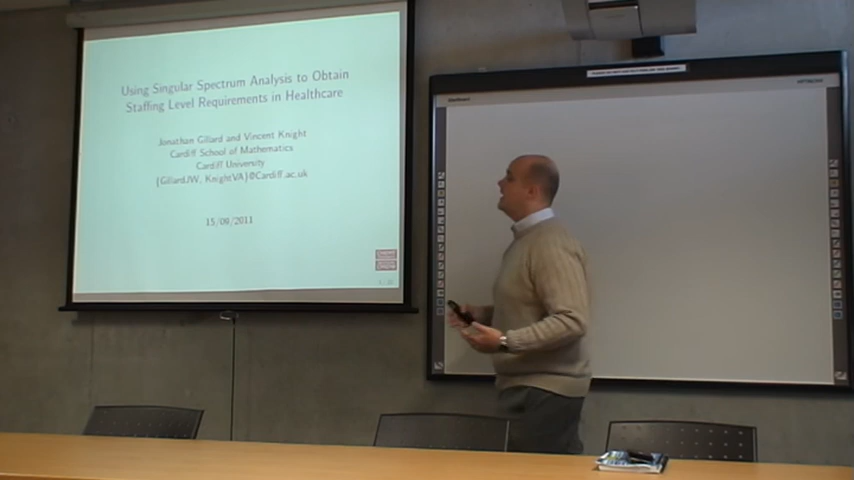 Using Singular Spectrum Analysis to Obtain
Staffing Level Requirements in Healthcare
Jonathan Gillard and Vincent Knight
Cardiff School of Mathematics
Cardiff University
{GillardJW, KnightVA}@Cardiff.ac.uk
15/09/2011
HITACHI